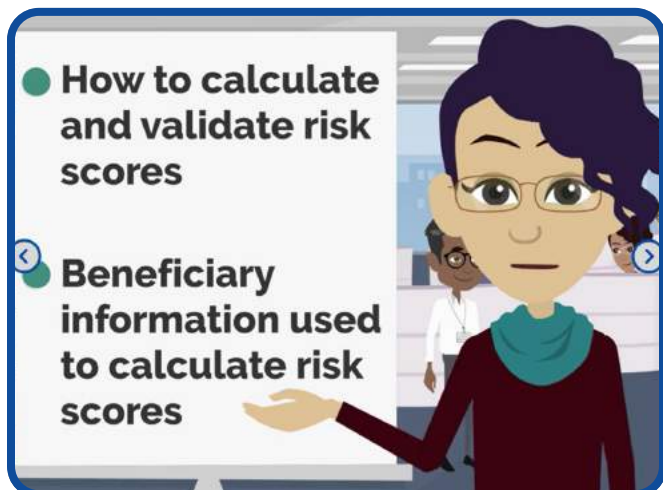 How to calculate
and validate risk
scores
Beneficiary
information used
to calculate risk
scores